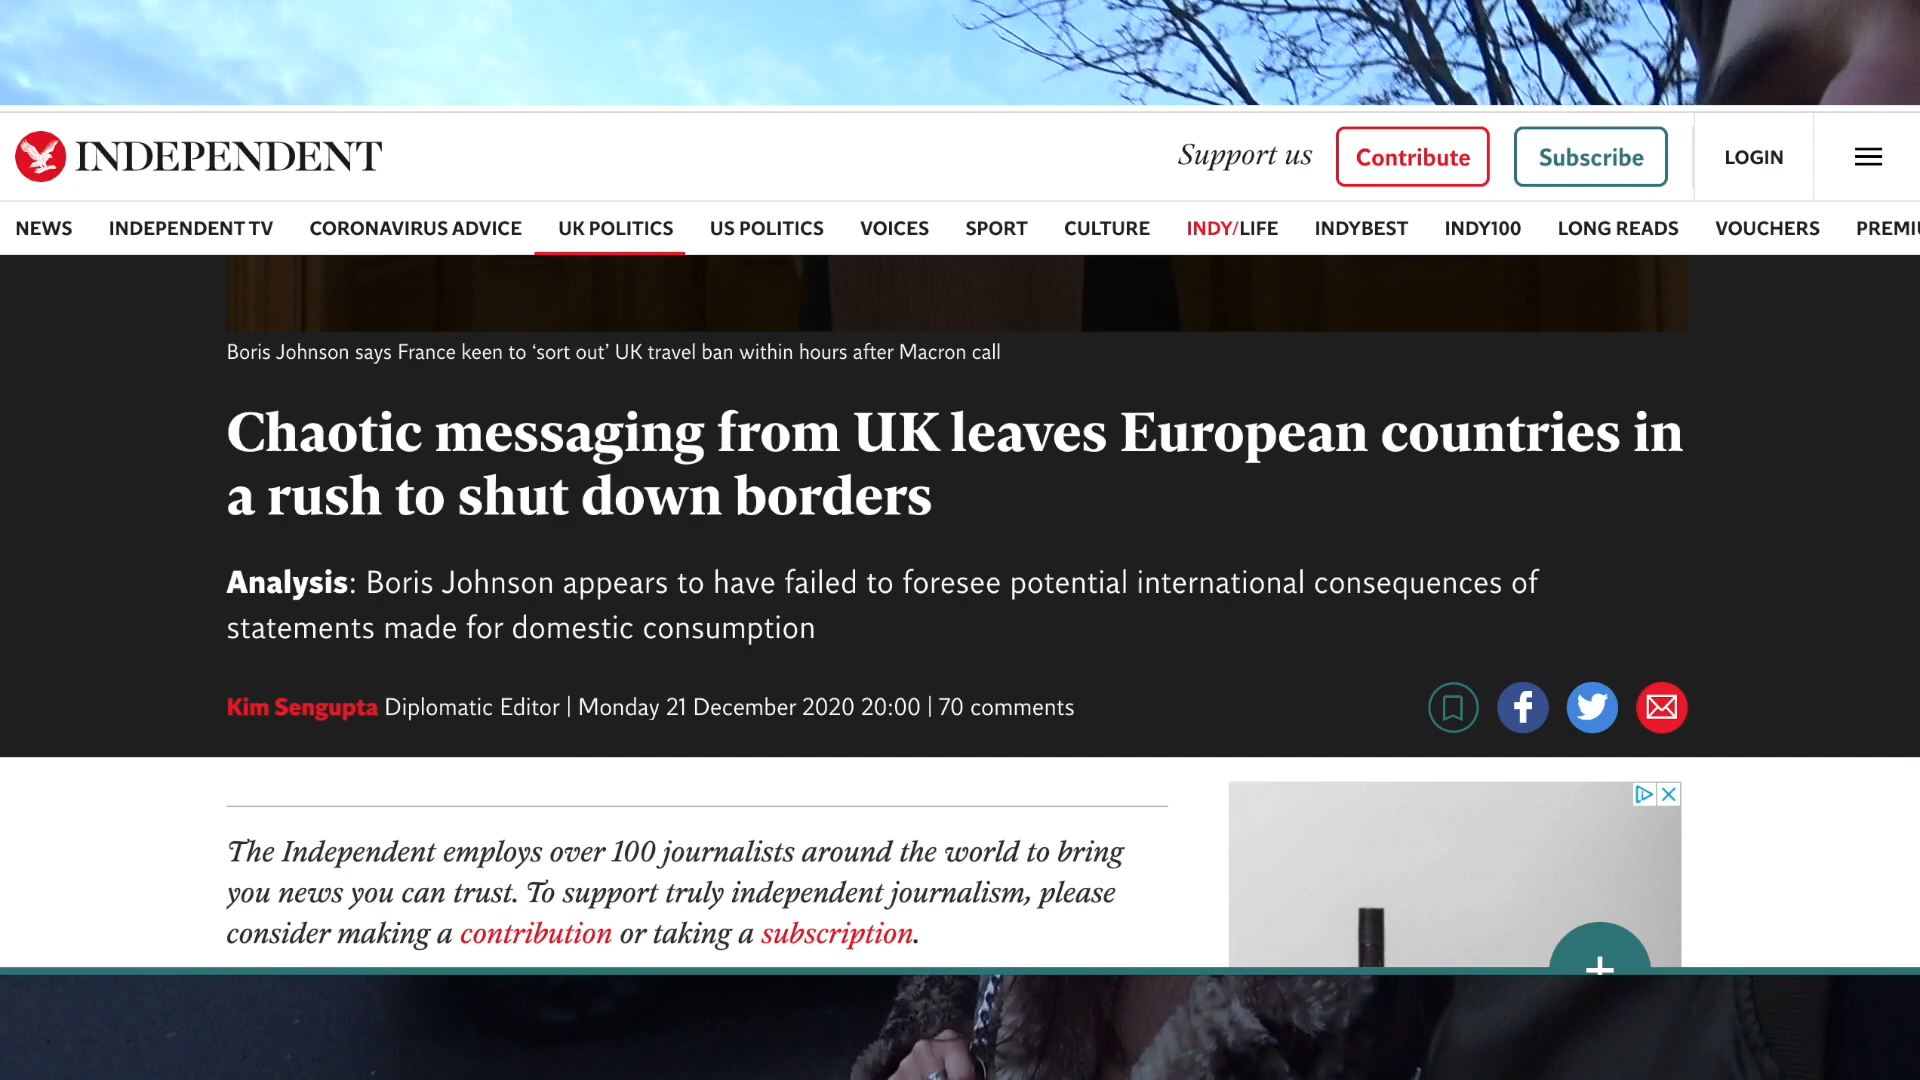 INDEPENDENT
Support us
Contribute
Subscribe
LOGIN
NEWS INDEPENDENT TV CORONAVIRUS ADVICE UK POLITICS US POLITICS VOICES SPORT CULTURE INDY/LIFE INDYBEST INDY100 LONG READS VOUCHERS
Boris Johnson says France keen to ‘sort out’ UK travel ban within hours after Macron call
Chaotic messaging from UK leaves European countries in
a rush to shut down borders
Analysis: Boris Johnson appears to have failed to foresee potential international consequences of
statements made for domestic consumption
Kim Sengupta Diplomatic Editor | Monday 21 December 2020 20:00 | 70 comments
The Independent employs over 100 journalists around the world to bring
you news you can trust. To support truly independent journalism, please
consider making a contribution or taking a subscription.